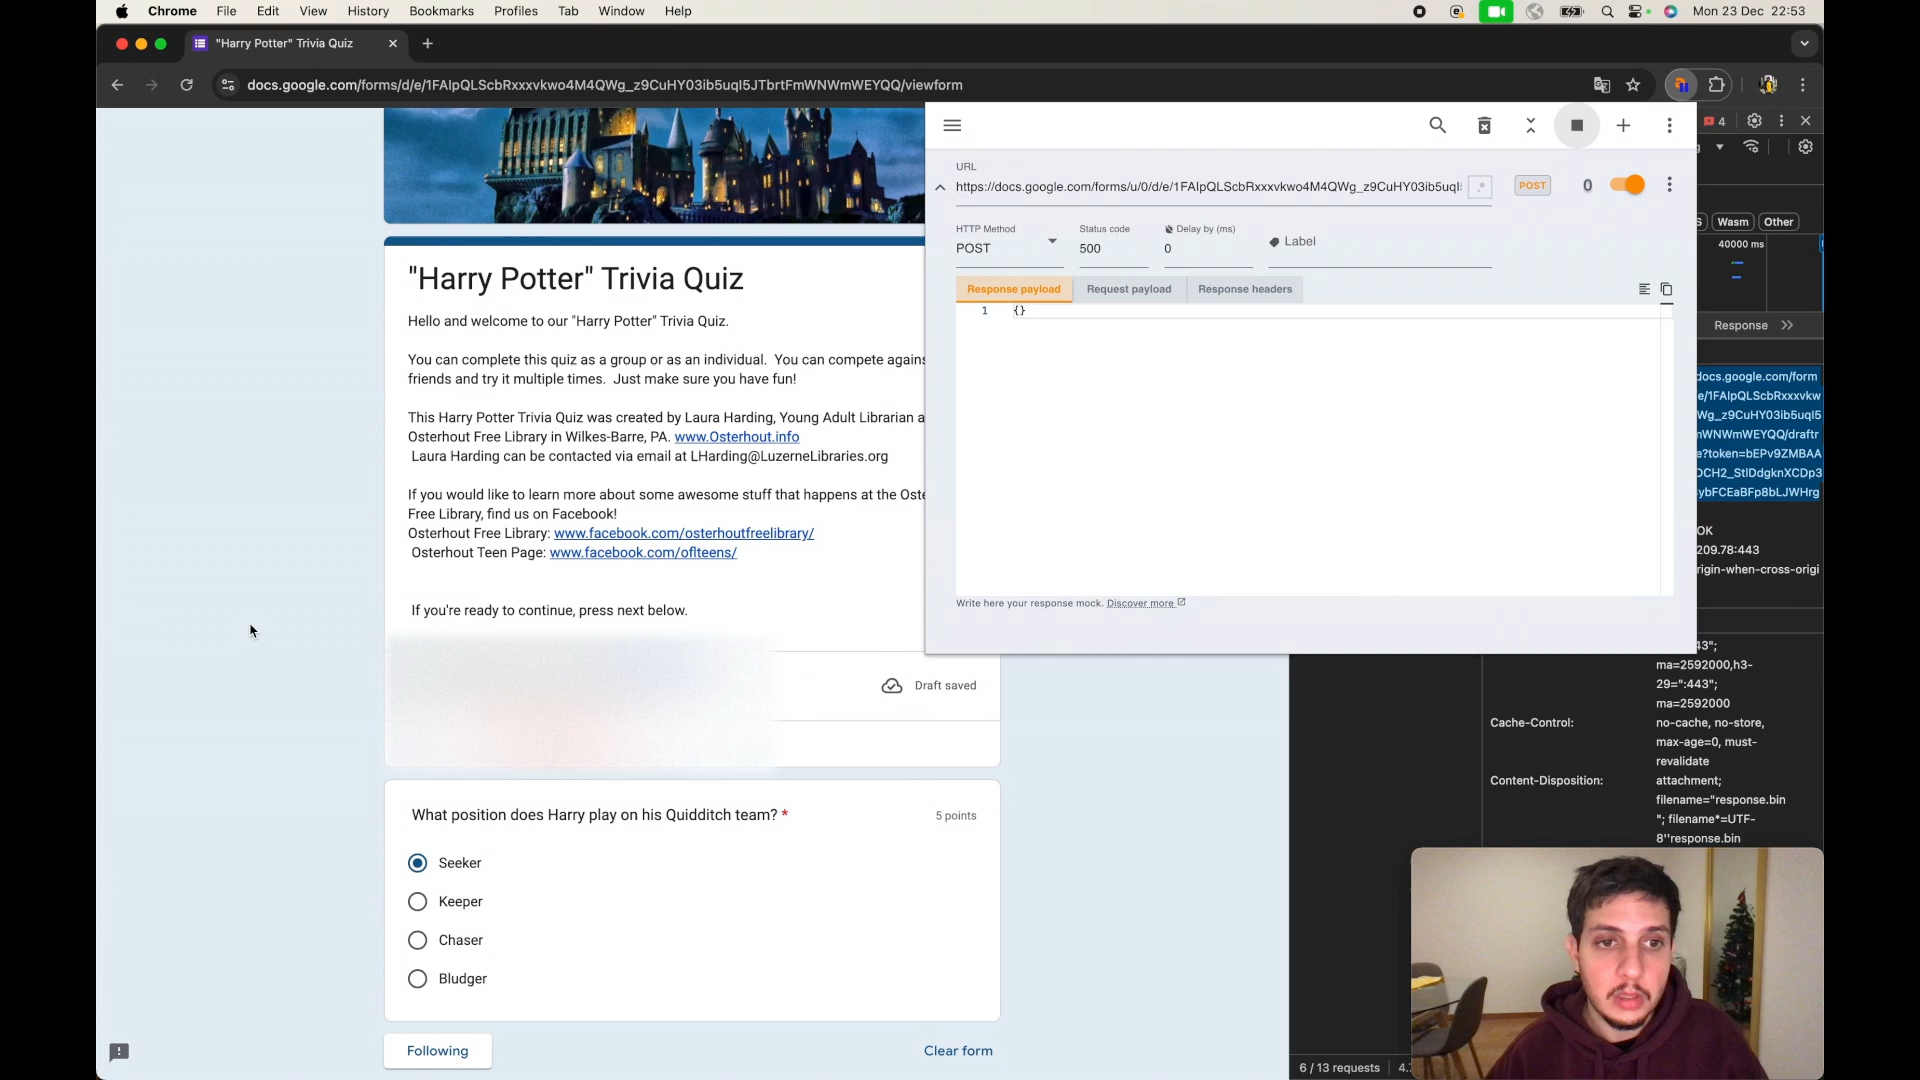 Chrome File Edit View History Bookmarks Profiles Tab Window Help Mon 23 Dec 22:53
"Harry Potter" Trivia Quiz
docs.google.com/forms/d/e/1FAIpQLScbRxxxvkwo4M4QWg_z9CuHY03ib5uqI5JTbrtFmWNWmWEYQQ/viewform
4
URL
https://docs.google.com/forms/u/0/d/e/1FAIpQLScbRxxxvkwo4M4QWg_z9CuHY03ib5uqI
POST 0
HTTP Method Status code Delay by (ms) Label
POST 500 0
Response payload Request payload Response headers
1 {}
Write here your response mock. Discover more
"Harry Potter" Trivia Quiz
Hello and welcome to our "Harry Potter" Trivia Quiz.
You can complete this quiz as a group or as an individual. You can compete agains
friends and try it multiple times. Just make sure you have fun!
This Harry Potter Trivia Quiz was created by Laura Harding, Young Adult Librarian a
Osterhout Free Library in Wilkes-Barre, PA. www.Osterhout.info
Laura Harding can be contacted via email at LHarding@LuzerneLibraries.org
If you would like to learn more about some awesome stuff that happens at the Oste
Free Library, find us on Facebook!
Osterhout Free Library: www.facebook.com/osterhoutfreelibrary/
Osterhout Teen Page: www.facebook.com/oflteens/
If you're ready to continue, press next below.
Draft saved
What position does Harry play on his Quidditch team? * 5 points
Seeker
Keeper
Chaser
Bludger
Following Clear form
S Wasm Other
40000 ms
Response
docs.google.com/form
e/1FAIpQLScbRxxxvkw
Wg_z9CuHY03ib5uqI5
nWNWmWEYQQ/draftr
e?token=bEPv9ZMBAA
OCH2_StIDdgknXCDp3
ybFCEaBFp8bLJWHrg
OK
209.78:443
rigin-when-cross-origi
43";
ma=2592000,h3-
29=":443";
ma=2592000
Cache-Control: no-cache, no-store,
max-age=0, must-
revalidate
Content-Disposition: attachment;
filename="response.bin
"; filename*=UTF-
8''response.bin
6 / 13 requests 4.